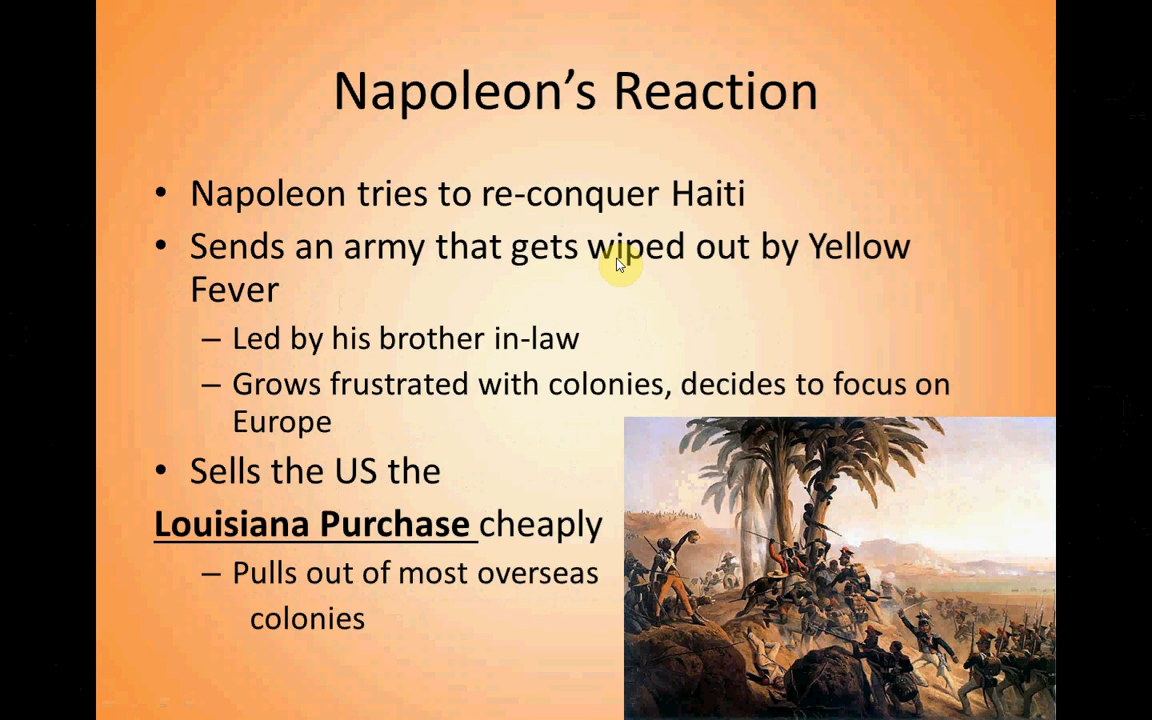 Napoleon’s Reaction
• Napoleon tries to re-conquer Haiti
• Sends an army that gets wiped out by Yellow
Fever
– Led by his brother in-law
– Grows frustrated with colonies, decides to focus on
Europe
• Sells the US the
Louisiana Purchase cheaply
– Pulls out of most overseas
colonies